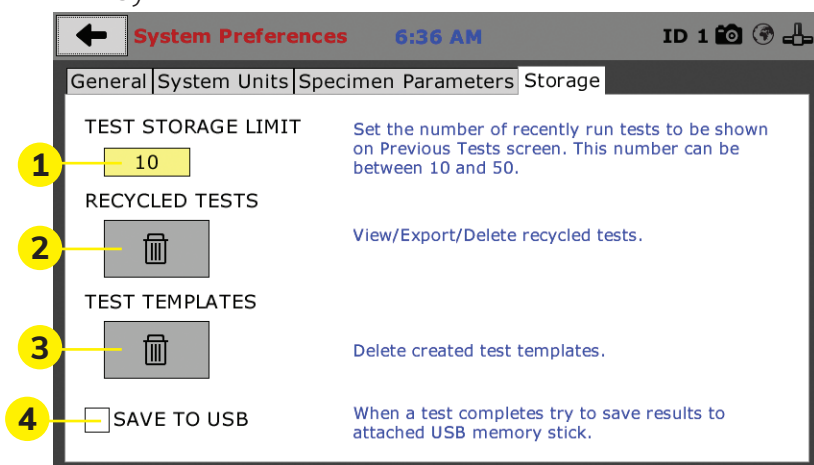 System Preferences 6:36 AM ID 1
General System Units Specimen Parameters Storage
TEST STORAGE LIMIT
Set the number of recently run tests to be shown
on Previous Tests screen. This number can be
between 10 and 50.
1 10
RECYCLED TESTS
2 View/Export/Delete recycled tests.
TEST TEMPLATES
3 Delete created test templates.
4 SAVE TO USB
When a test completes try to save results to
attached USB memory stick.